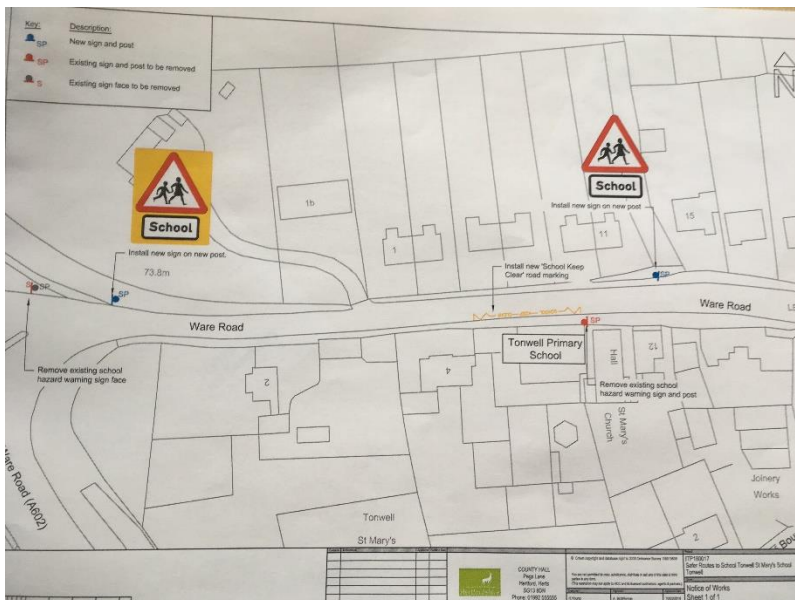 Key:
Description:
SP
New sign and post
SP
Existing sign and post to be removed
S
Existing sign face to be removed
N
School
School
Install new sign on new post.
Install new sign on new post
73.8m
1b
1
11
15
SP
SP
SP
Install new 'School Keep
Clear' road marking
Ware Road
Ware Road
SP
Tonwell Primary
School
Hall
12
Remove existing school
hazard warning sign face
Remove existing school
hazard warning sign and post
2
4
St Mary's
Church
Ware Road (A602)
Joinery
Works
Tonwell
St Mary's
2
COUNTY HALL
Pegs Lane
Hertford, Herts
SG13 8DN
Safer Routes to School Tonwell St Mary's School
Tonwell
Notice of Works
Sheet 1 of 1